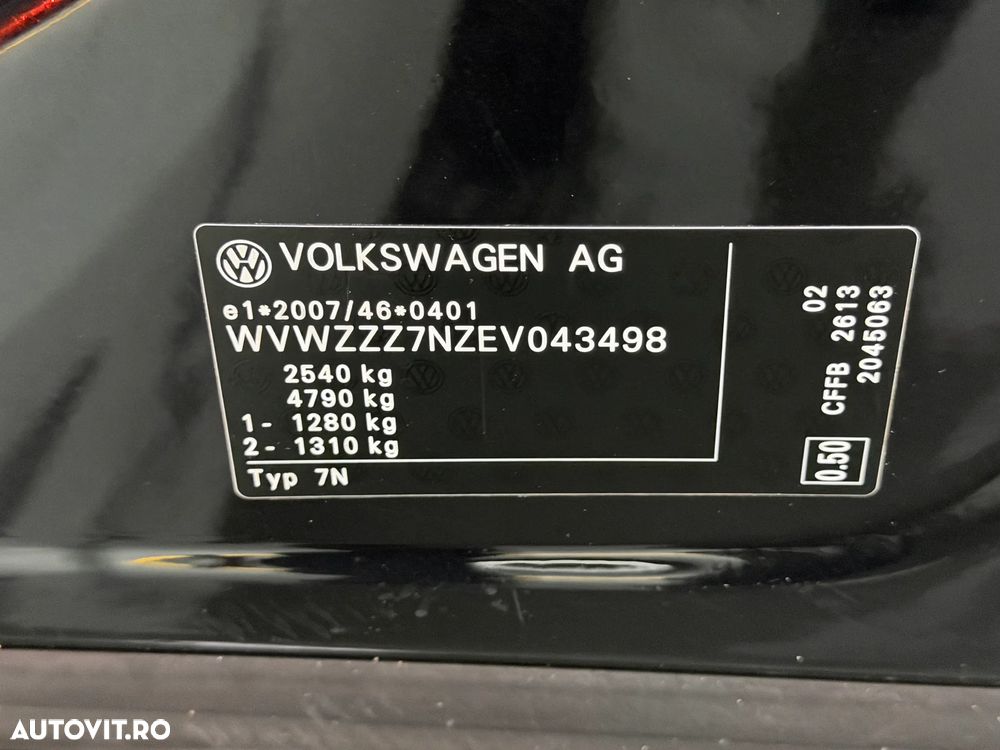 VOLKSWAGEN AG
e1*2007/46*0401
WVWZZZ7NZEV043498
2540 kg
4790 kg
1- 1280 kg
2- 1310 kg
Typ 7N
02
CFFB 2613
2045063
0.50
AUTOVIT.RO